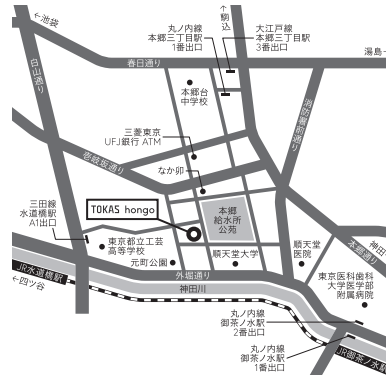 ←池袋
↑駒込
丸ノ内線
本郷三丁目駅
1番出口
大江戸線
本郷三丁目駅
3番出口
湯島
春日通り
白山通り
本郷台
中学校
消防署前通り
三菱東京
UFJ銀行 ATM
壱岐坂通り
なか卯
TOKAS hongo
本郷
給水所
公苑
三田線
水道橋駅
A1出口
東京都立工芸
高等学校
元町公園
順天堂大学
順天堂
医院
本郷通り
神田
外堀通り
神田川
JR水道橋駅
←四ツ谷
東京医科歯科
大学医学部
附属病院
丸ノ内線
御茶ノ水駅
2番出口
丸ノ内線
御茶ノ水駅
1番出口
JR御茶ノ水駅